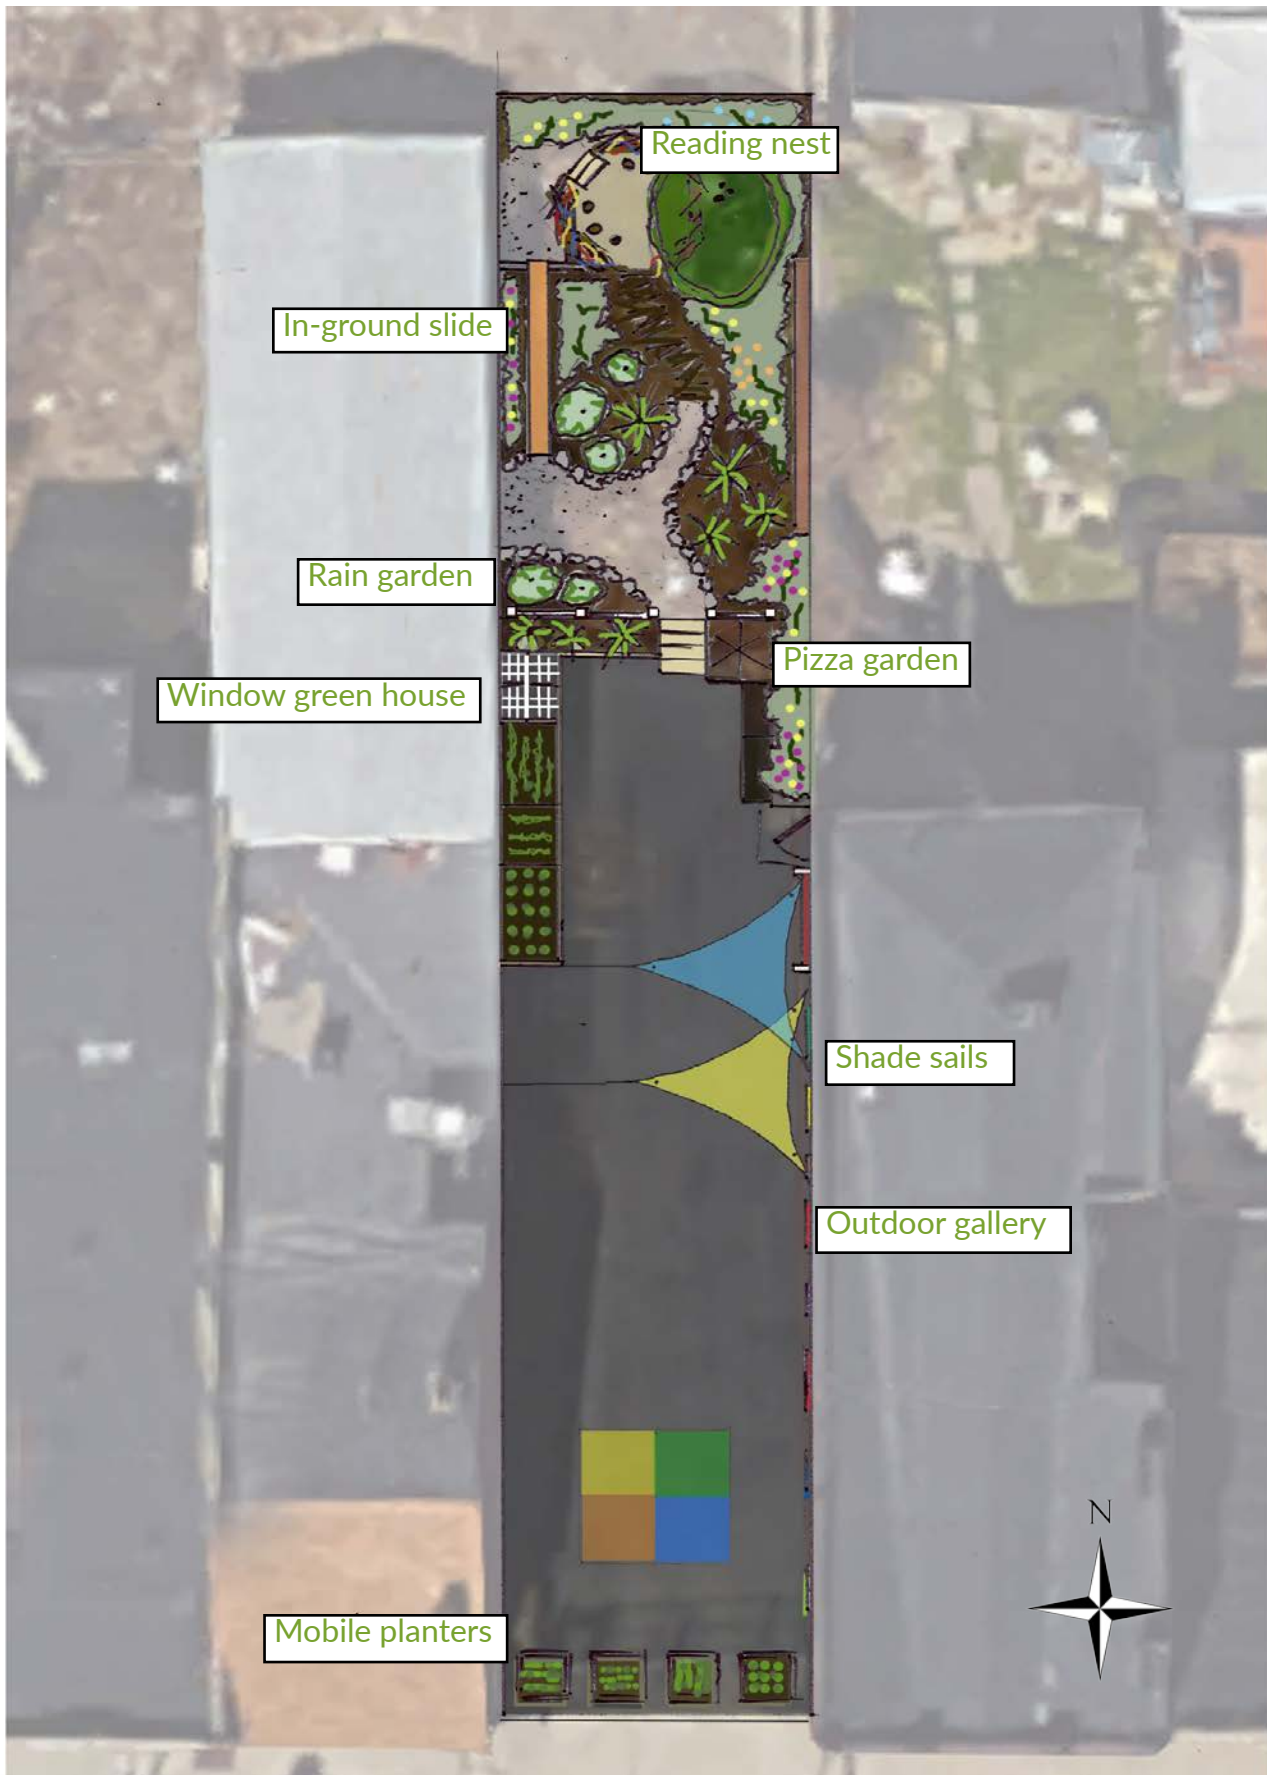 Reading nest
In-ground slide
Rain garden
Pizza garden
Window green house
Shade sails
Outdoor gallery
N
Mobile planters